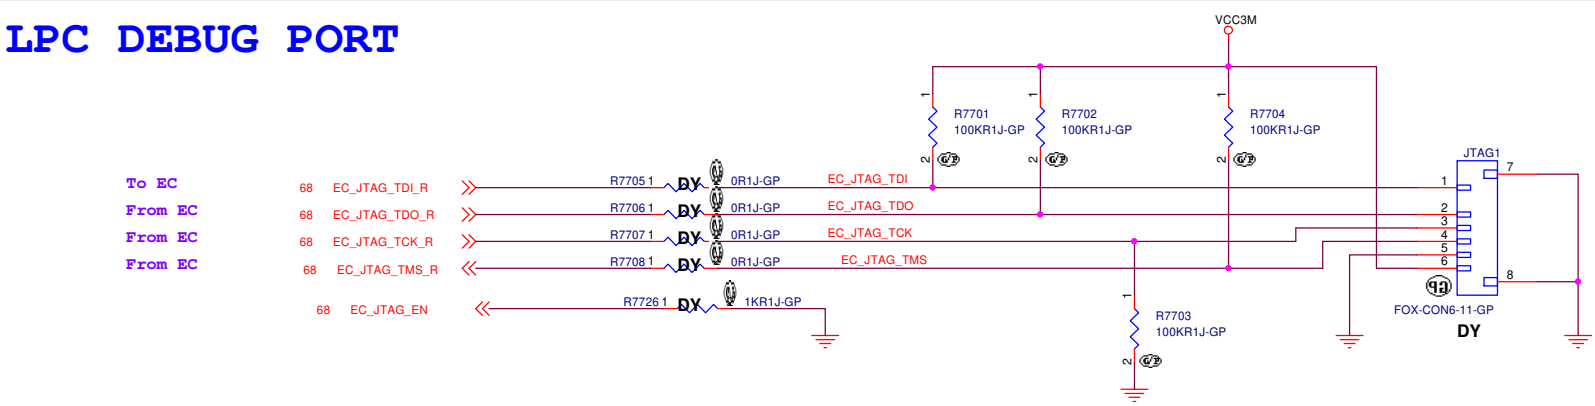 LPC DEBUG PORT
VCC3M
1 1 1
R7701 R7702 R7704
100KR1J-GP 100KR1J-GP 100KR1J-GP
2 2 2
JTAG1
7
To EC 68 EC_JTAG_TDI_R R7705 1 DY 0R1J-GP EC_JTAG_TDI 1
From EC 68 EC_JTAG_TDO_R R7706 1 DY 0R1J-GP EC_JTAG_TDO 2
3
From EC 68 EC_JTAG_TCK_R R7707 1 DY 0R1J-GP EC_JTAG_TCK 4
5
From EC 68 EC_JTAG_TMS_R R7708 1 DY 0R1J-GP EC_JTAG_TMS 6
8
68 EC_JTAG_EN R7726 1 DY 1KR1J-GP
1
R7703
100KR1J-GP
2
FOX-CON6-11-GP
DY